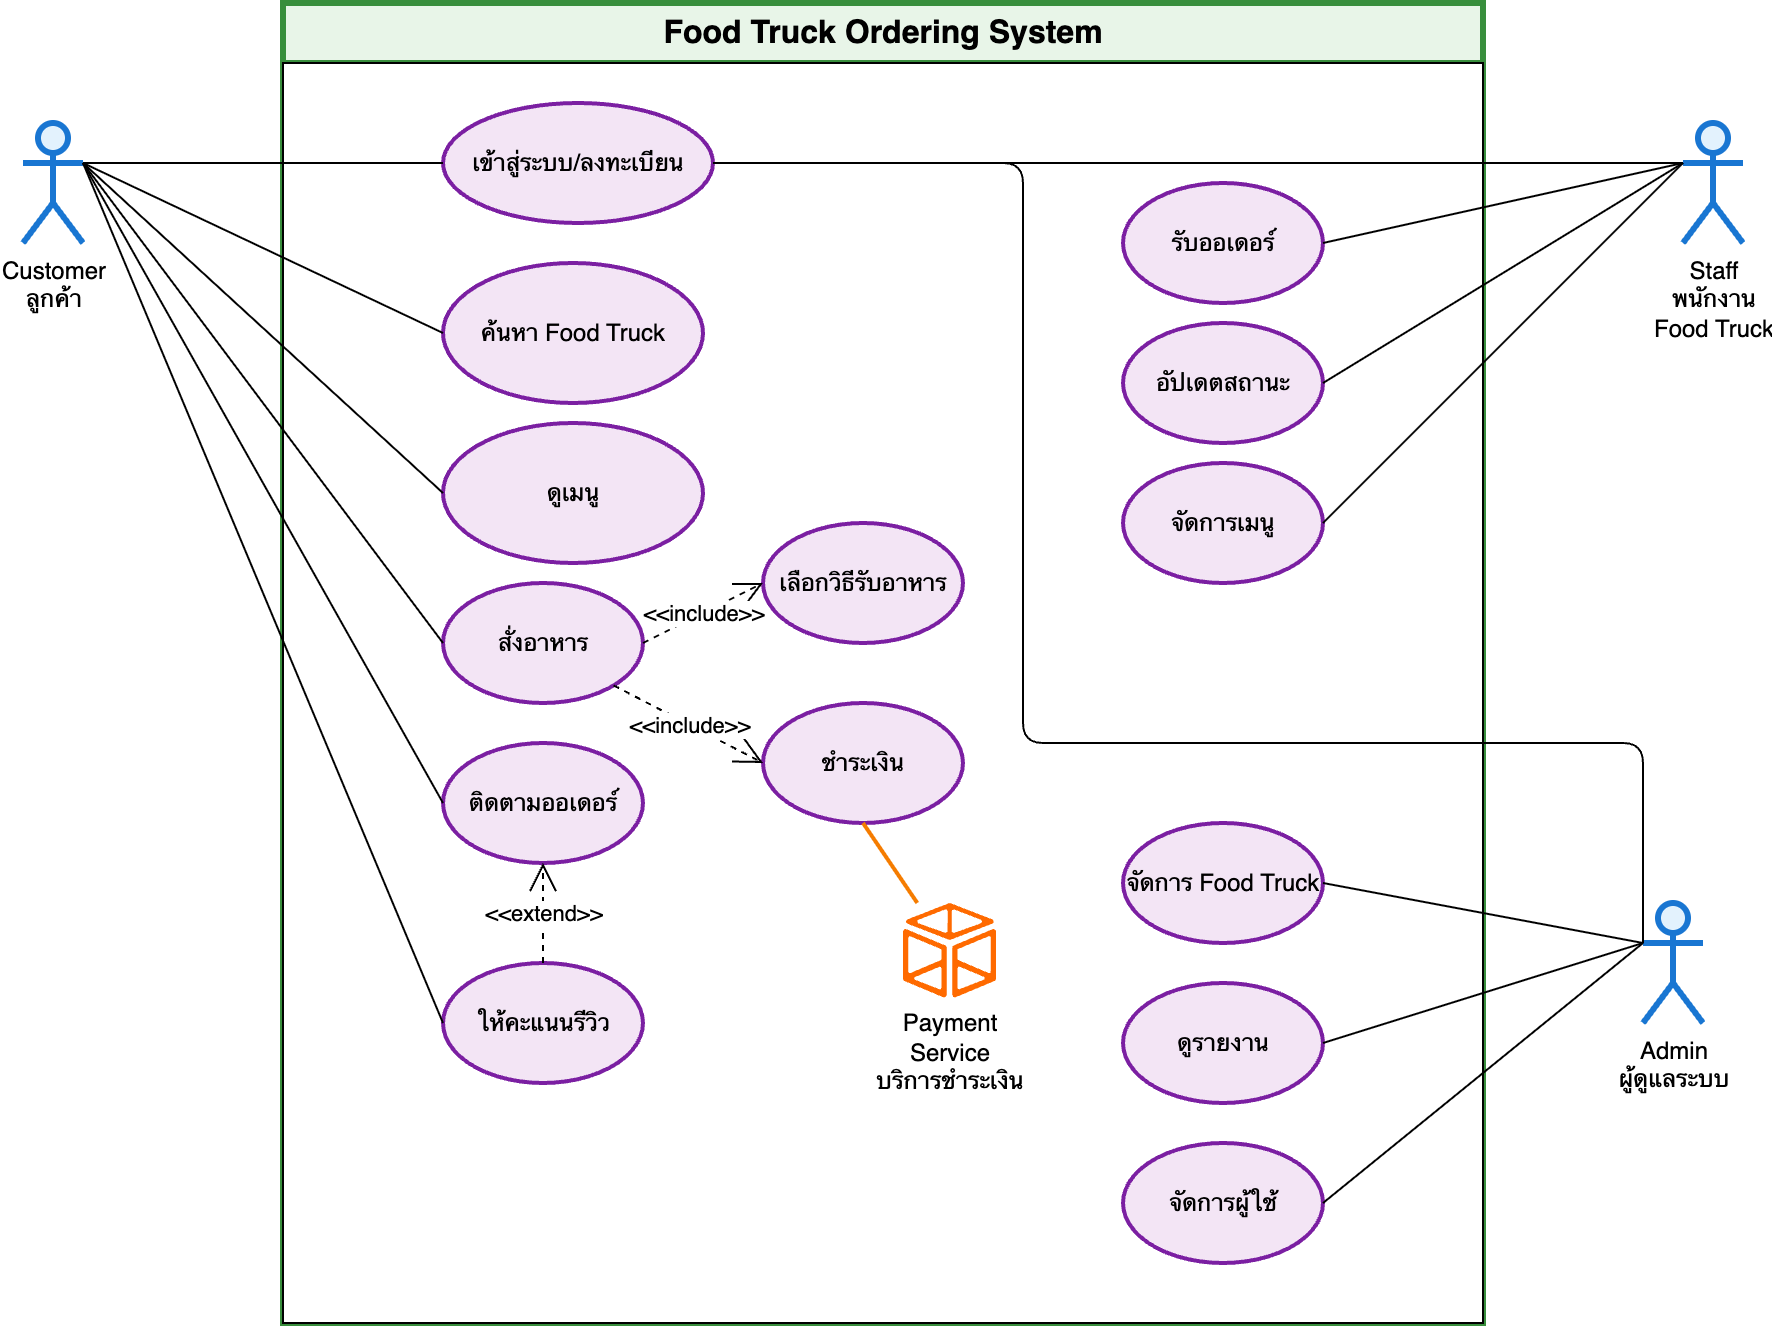 Food Truck Ordering System
Customer
ลูกค้า
เข้าสู่ระบบ/ลงทะเบียน
ค้นหา Food Truck
ดูเมนู
สั่งอาหาร
<<include>>
เลือกวิธีรับอาหาร
<<include>>
ชำระเงิน
ติดตามออเดอร์
<<extend>>
ให้คะแนนรีวิว
Payment
Service
บริการชำระเงิน
รับออเดอร์
อัปเดตสถานะ
จัดการเมนู
Staff
พนักงาน
Food Truck
จัดการ Food Truck
ดูรายงาน
จัดการผู้ใช้
Admin
ผู้ดูแลระบบ